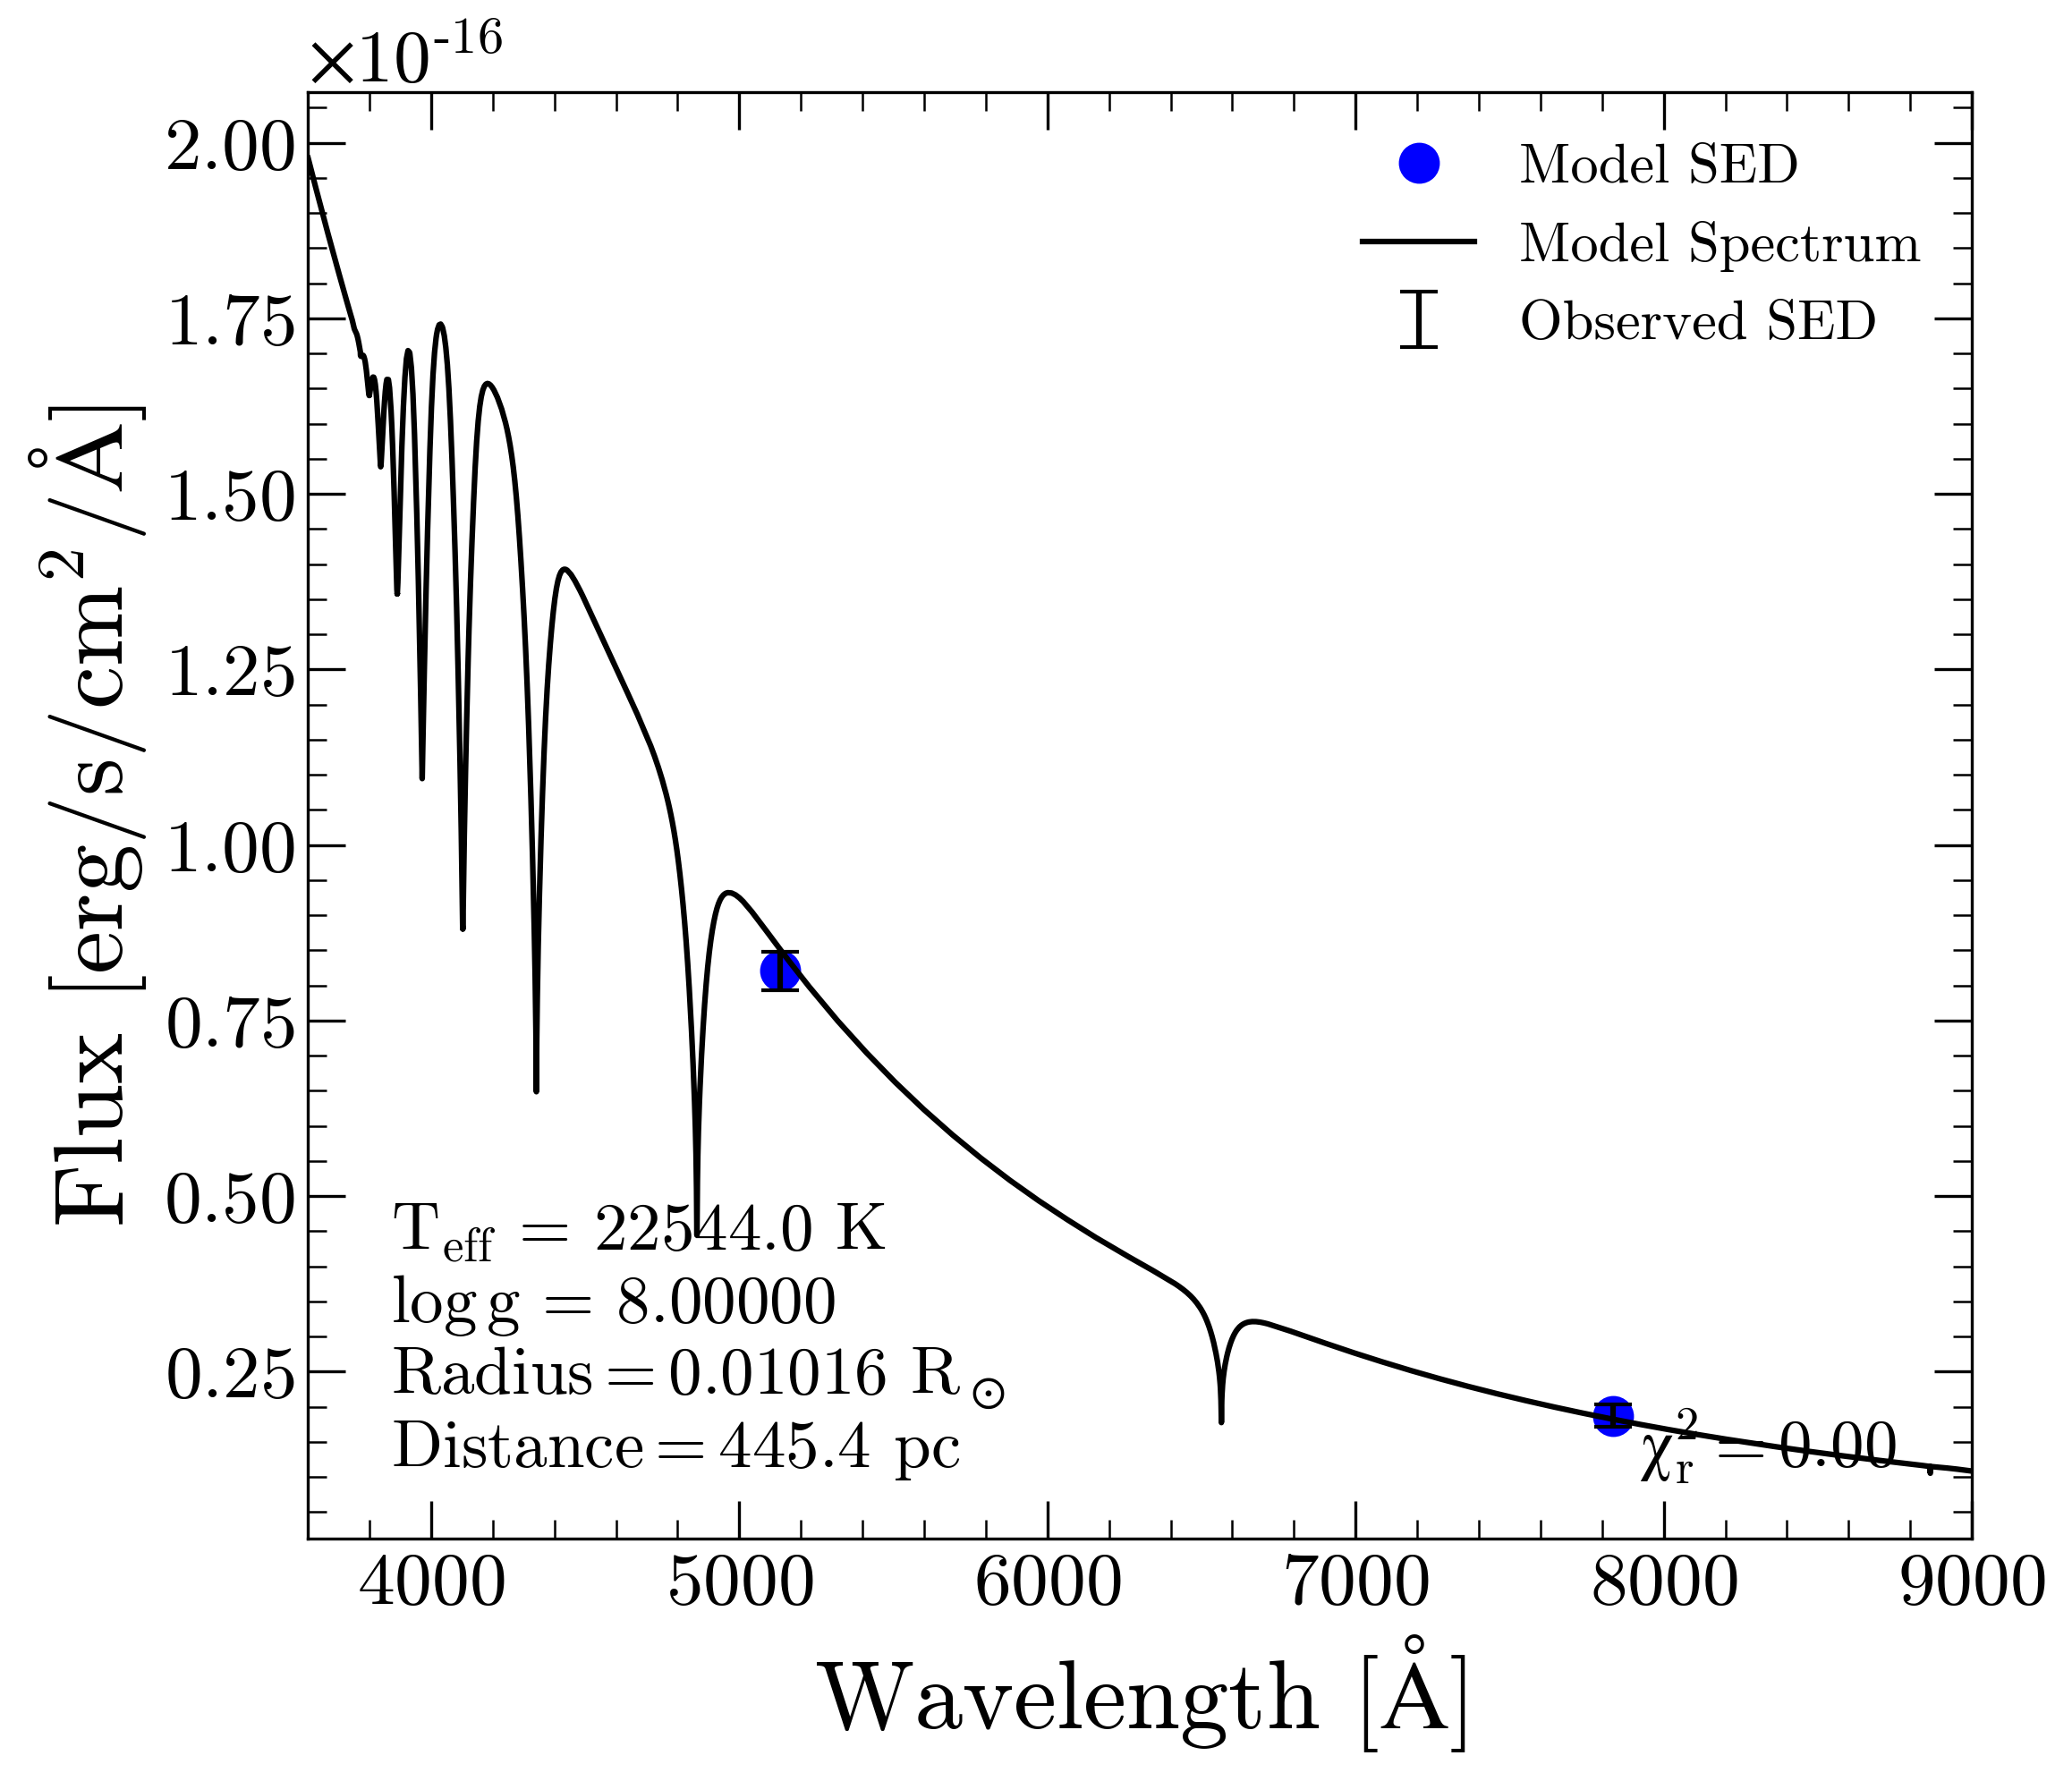 ×10-16
2.00
1.75
1.50
1.25
1.00
0.75
0.50
0.25
Flux [erg/s/cm²/Å]
Model SED
Model Spectrum
Observed SED
Teff = 22544.0 K
log g = 8.00000
Radius = 0.01016 R⊙
Distance = 445.4 pc
χ²r = 0.00
4000 5000 6000 7000 8000 9000
Wavelength [Å]